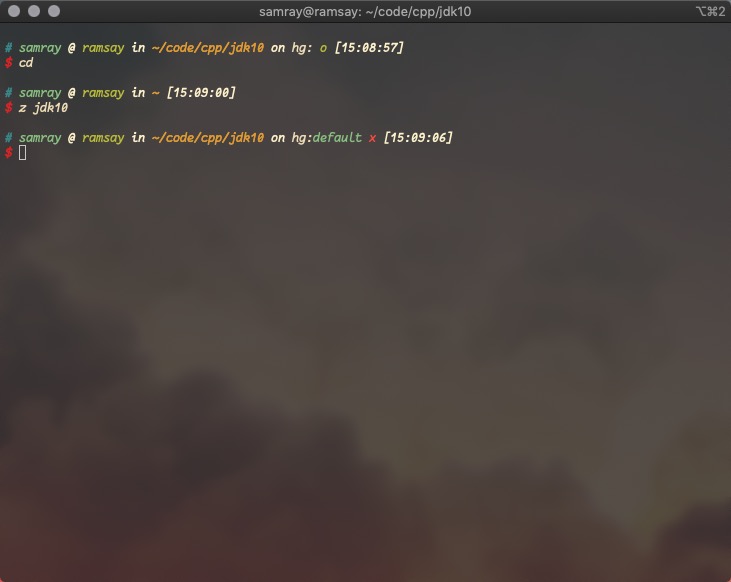 samray@ramsay: ~/code/cpp/jdk10 ⌥⌘2
# samray @ ramsay in ~/code/cpp/jdk10 on hg: o [15:08:57]
$ cd
# samray @ ramsay in ~ [15:09:00]
$ z jdk10
# samray @ ramsay in ~/code/cpp/jdk10 on hg:default x [15:09:06]
$